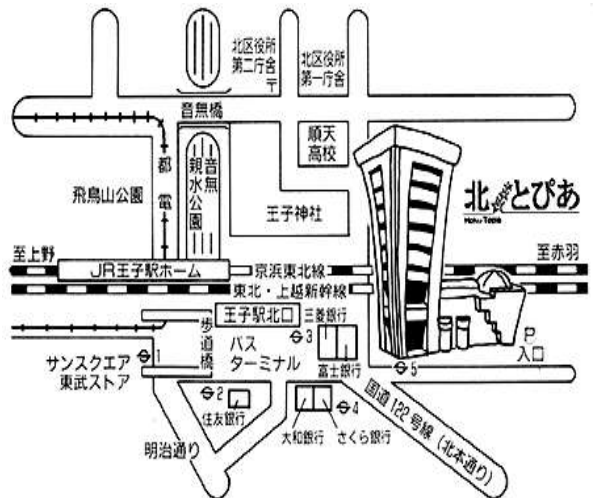 北区役所
第二庁舎
〒
北区役所
第一庁舎
音無橋
順天
高校
都電
音無
親水公園
飛鳥山公園
王子神社
北とぴあ
Hoku Topia
至上野
至赤羽
JR王子駅ホーム
京浜東北線
東北・上越新幹線
王子駅北口
三菱銀行
3
歩道橋
バス
ターミナル
富士銀行
P
入口
サンスクエア
東武ストア
1
5
2
住友銀行
4
大和銀行
さくら銀行
明治通り
国道122号線(北本通り)